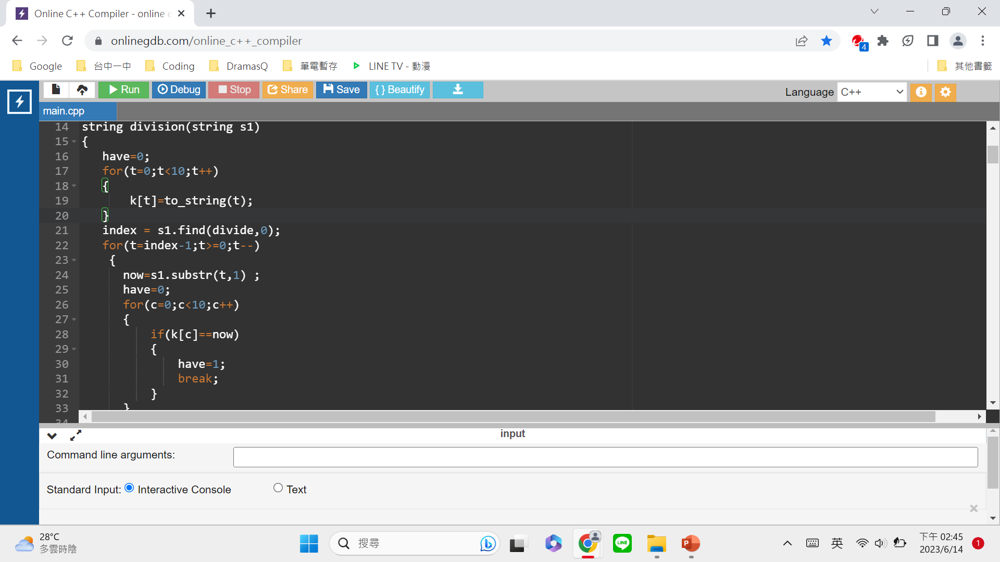 Online C++ Compiler - online e
onlinegdb.com/online_c++_compiler
4
Google
台中一中
Coding
DramasQ
筆電暫存
LINE TV - 動漫
其他書籤
Run
Debug
Stop
Share
Save
{ } Beautify
Language C++
main.cpp
14 string division(string s1)
15 {
16 have=0;
17 for(t=0;t<10;t++)
18 {
19 k[t]=to_string(t);
20 }
21 index = s1.find(divide,0);
22 for(t=index-1;t>=0;t--)
23 {
24 now=s1.substr(t,1) ;
25 have=0;
26 for(c=0;c<10;c++)
27 {
28 if(k[c]==now)
29 {
30 have=1;
31 break;
32 }
33 }
34
input
Command line arguments:
Standard Input: Interactive Console Text
28°C
多雲時陰
搜尋
LINE
P
英
下午 02:45
2023/6/14
1